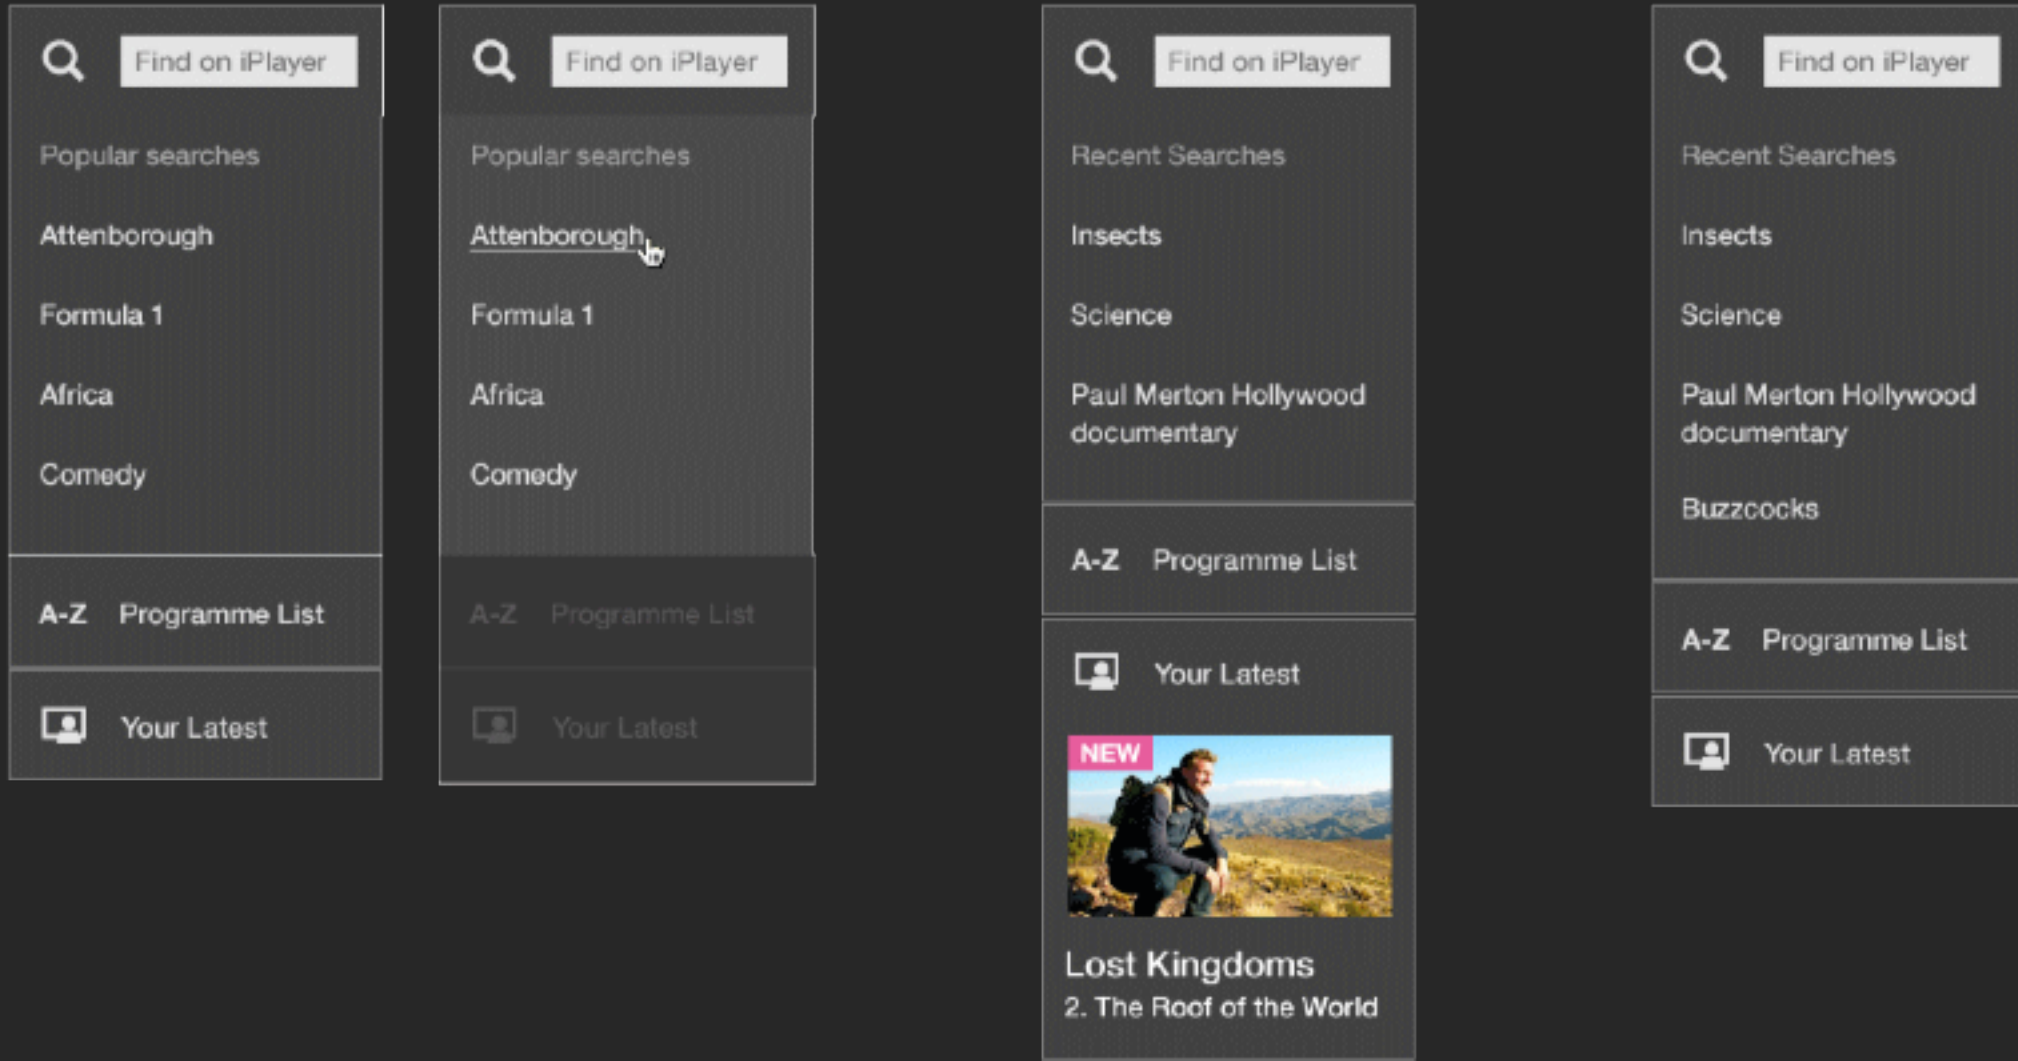 Find on iPlayer
Popular searches
Attenborough
Formula 1
Africa
Comedy
A-Z Programme List
Your Latest
Find on iPlayer
Popular searches
Attenborough
Formula 1
Africa
Comedy
A-Z Programme List
Your Latest
Find on iPlayer
Recent Searches
Insects
Science
Paul Merton Hollywood
documentary
A-Z Programme List
Your Latest
NEW
Lost Kingdoms
2. The Roof of the World
Find on iPlayer
Recent Searches
Insects
Science
Paul Merton Hollywood
documentary
Buzzcocks
A-Z Programme List
Your Latest